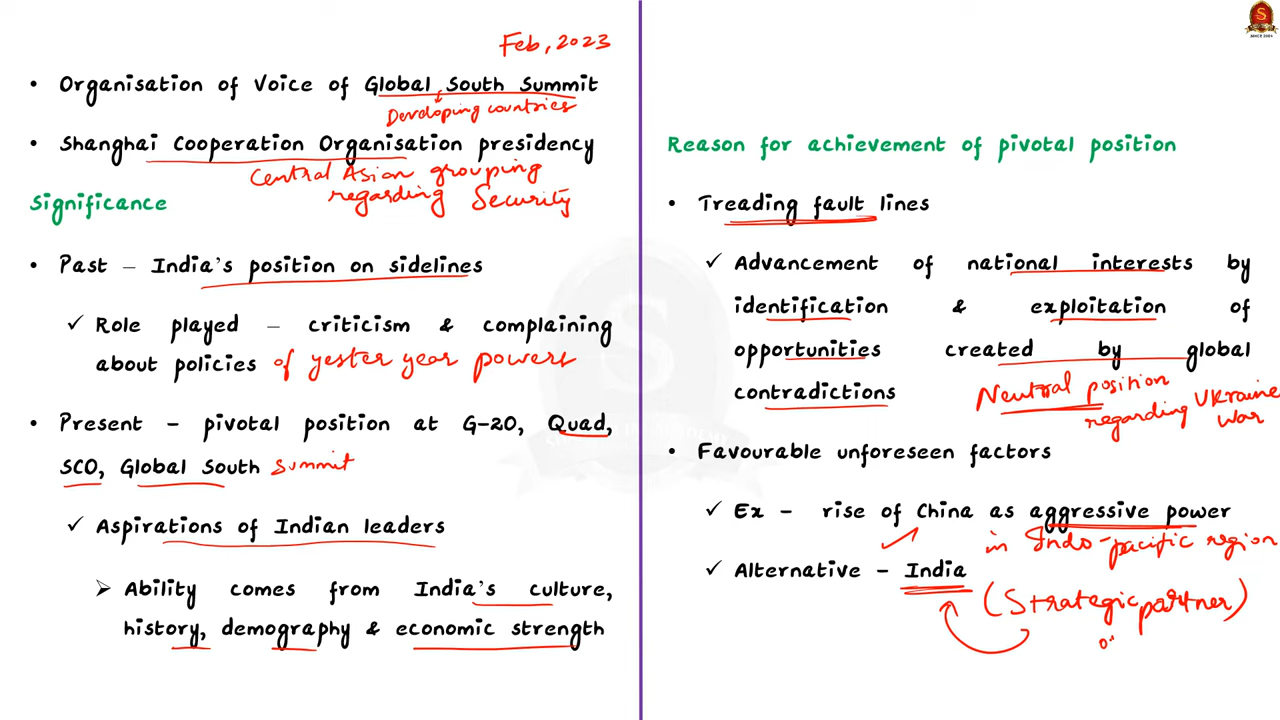 Feb, 2023
• Organisation of Voice of Global South Summit
Developing countries
• Shanghai Cooperation Organisation presidency
Central Asian grouping
regarding Security
significance
• Past – India's position on sidelines
✓ Role played – criticism & complaining
about policies of yester year powers
• Present – pivotal position at G-20, Quad,
SCO, Global South Summit
✓ Aspirations of Indian leaders
➢ Ability comes from India's culture,
history, demography & economic strength
S
SINCE 2004
Reason for achievement of pivotal position
• Treading fault lines
✓ Advancement of national interests by
identification & exploitation of
opportunities created by global
contradictions
Neutral position
regarding Ukraine
war
• Favourable unforeseen factors
✓ Ex – rise of China as aggressive power
in Indo-pacific region
✓ Alternative – India
(Strategic partner)